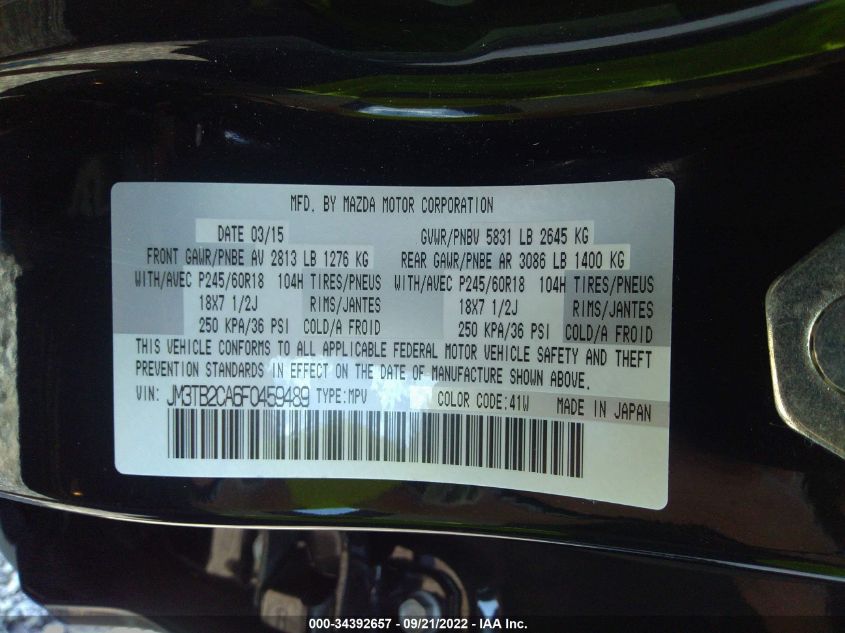 MFD. BY MAZDA MOTOR CORPORATION
DATE 03/15 GVWR/PNBV 5831 LB 2645 KG
FRONT GAWR/PNBE AV 2813 LB 1276 KG REAR GAWR/PNBE AR 3086 LB 1400 KG
WITH/AVEC P245/60R18 104H TIRES/PNEUS WITH/AVEC P245/60R18 104H TIRES/PNEUS
18X7 1/2J RIMS/JANTES 18X7 1/2J RIMS/JANTES
250 KPA/36 PSI COLD/A FROID 250 KPA/36 PSI COLD/A FROID
THIS VEHICLE CONFORMS TO ALL APPLICABLE FEDERAL MOTOR VEHICLE SAFETY AND THEFT
PREVENTION STANDARDS IN EFFECT ON THE DATE OF MANUFACTURE SHOWN ABOVE.
VIN: JM3TB2CA6F0459489 TYPE:MPV COLOR CODE:41W MADE IN JAPAN
000-34392657 - 09/21/2022 - IAA Inc.